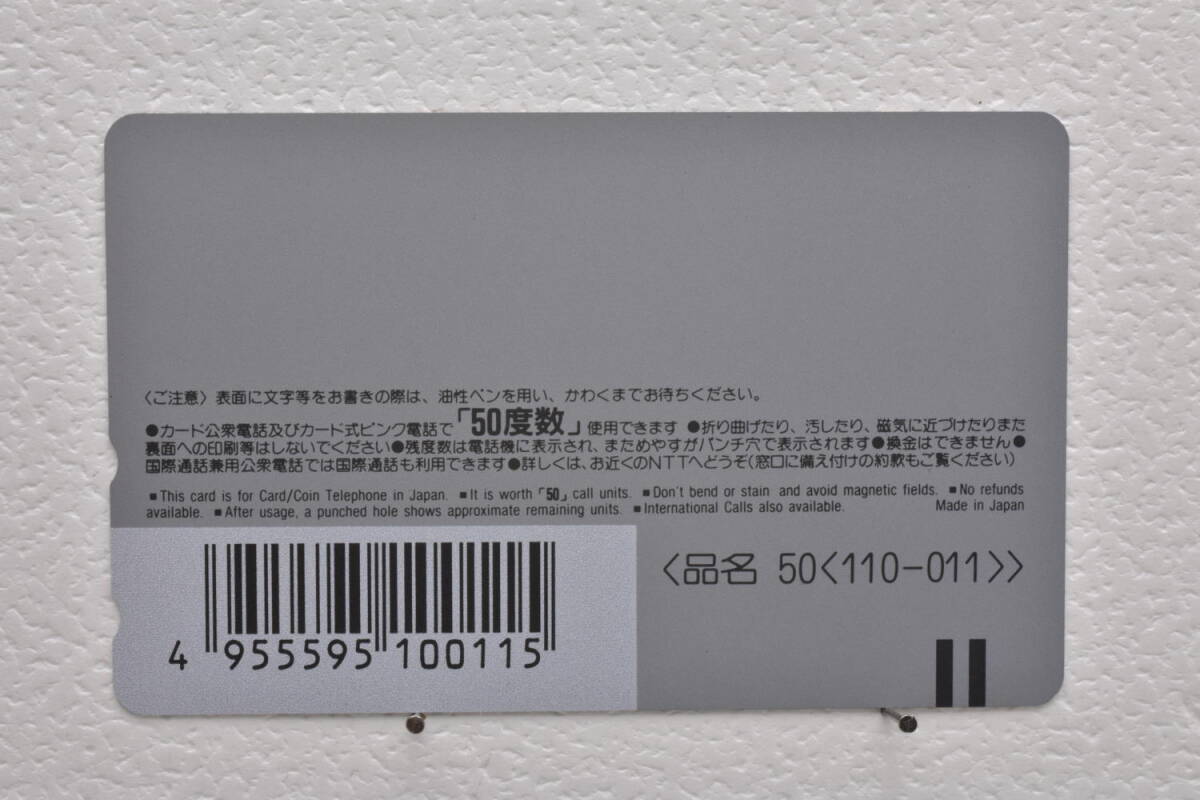 〈ご注意〉表面に文字等をお書きの際は、油性ペンを用い、かわくまでお待ちください。
●カード公衆電話及びカード式ピンク電話で「50度数」使用できます ●折り曲げたり、汚したり、磁気に近づけたりまた
裏面への印刷等はしないでください●残度数は電話機に表示され、まためやすがパンチ穴で表示されます●換金はできません●
国際通話兼用公衆電話では国際通話も利用できます●詳しくは、お近くのNTTへどうぞ(窓口に備え付けの約款もご覧ください)
■This card is for Card/Coin Telephone in Japan. ■It is worth「50」call units. ■Don't bend or stain and avoid magnetic fields. ■No refunds
available. ■After usage, a punched hole shows approximate remaining units. ■International Calls also available. Made in Japan
〈品名 50〈110-011〉〉
4 955595 100115